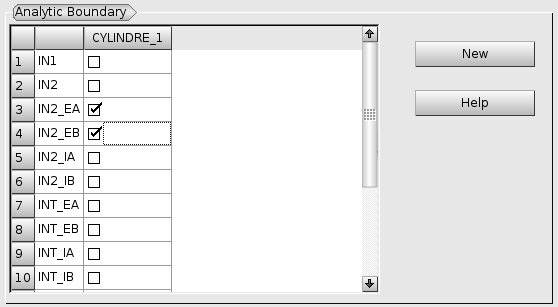 Analytic Boundary
CYLINDRE_1
1 IN1
2 IN2
3 IN2_EA
4 IN2_EB
5 IN2_IA
6 IN2_IB
7 INT_EA
8 INT_EB
9 INT_IA
10 INT_IB
New
Help